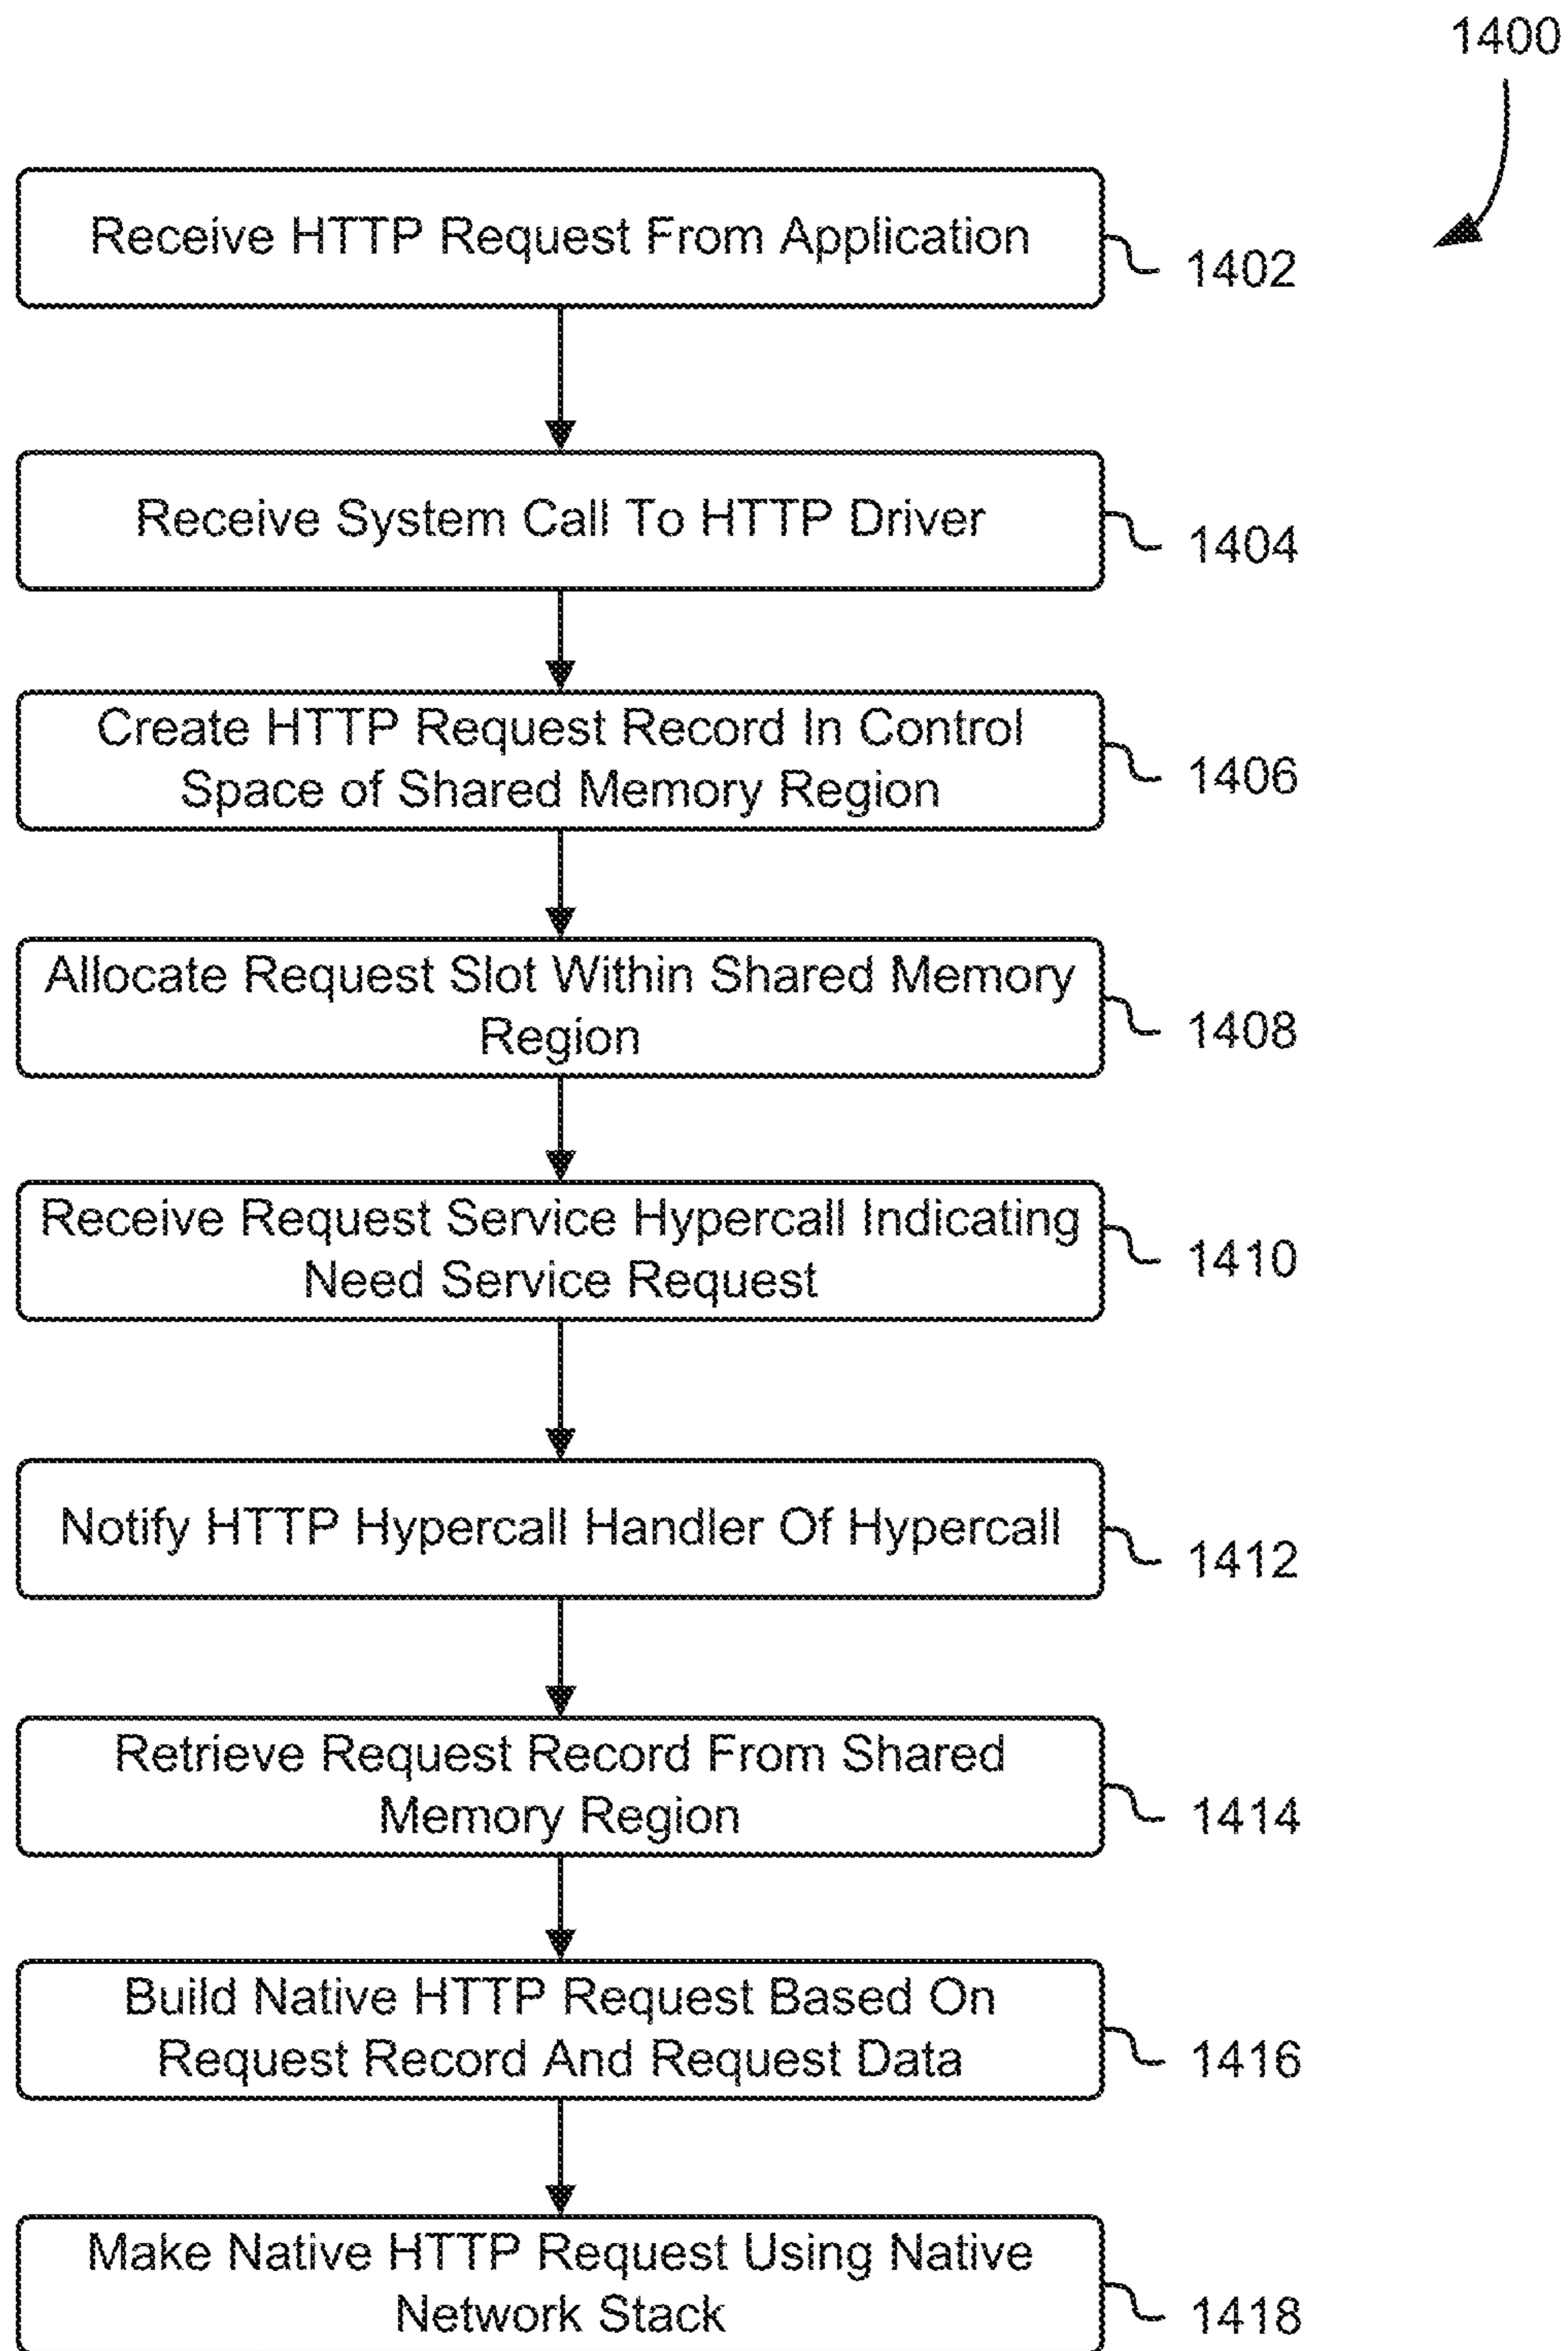 1400
Receive HTTP Request From Application
1402
Receive System Call To HTTP Driver
1404
Create HTTP Request Record In Control
Space of Shared Memory Region
1406
Allocate Request Slot Within Shared Memory
Region
1408
Receive Request Service Hypercall Indicating
Need Service Request
1410
Notify HTTP Hypercall Handler Of Hypercall
1412
Retrieve Request Record From Shared
Memory Region
1414
Build Native HTTP Request Based On
Request Record And Request Data
1416
Make Native HTTP Request Using Native
Network Stack
1418